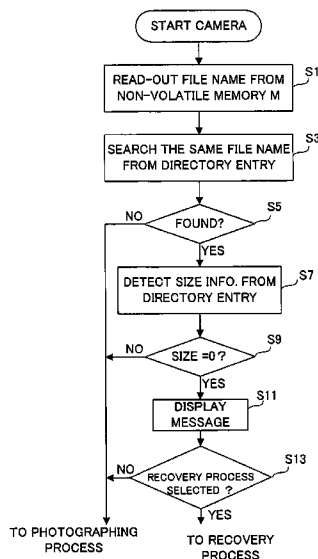 START CAMERA
S1
READ-OUT FILE NAME FROM
NON-VOLATILE MEMORY M
S3
SEARCH THE SAME FILE NAME
FROM DIRECTORY ENTRY
S5
NO
FOUND?
YES
S7
DETECT SIZE INFO. FROM
DIRECTORY ENTRY
S9
NO
SIZE =0 ?
YES
S11
DISPLAY
MESSAGE
S13
NO
RECOVERY PROCESS
SELECTED ?
YES
TO PHOTOGRAPHING
PROCESS
TO RECOVERY
PROCESS